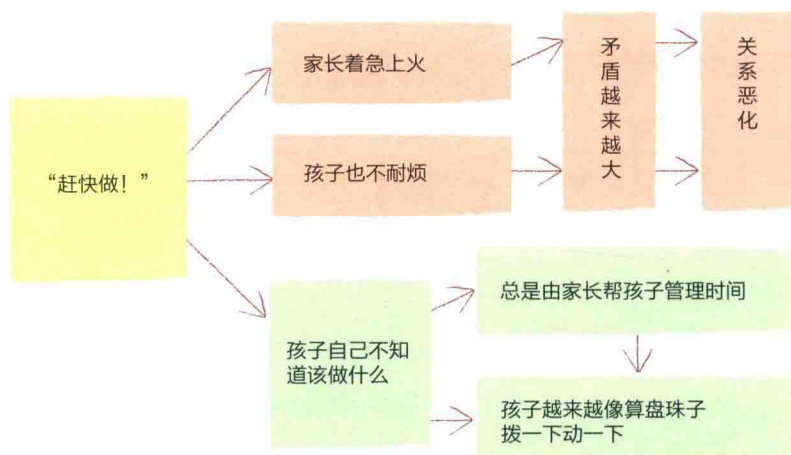 “赶快做！”
家长着急上火
孩子也不耐烦
矛盾越来越大
关系恶化
孩子自己不知
道该做什么
总是由家长帮孩子管理时间
孩子越来越像算盘珠子
拨一下动一下